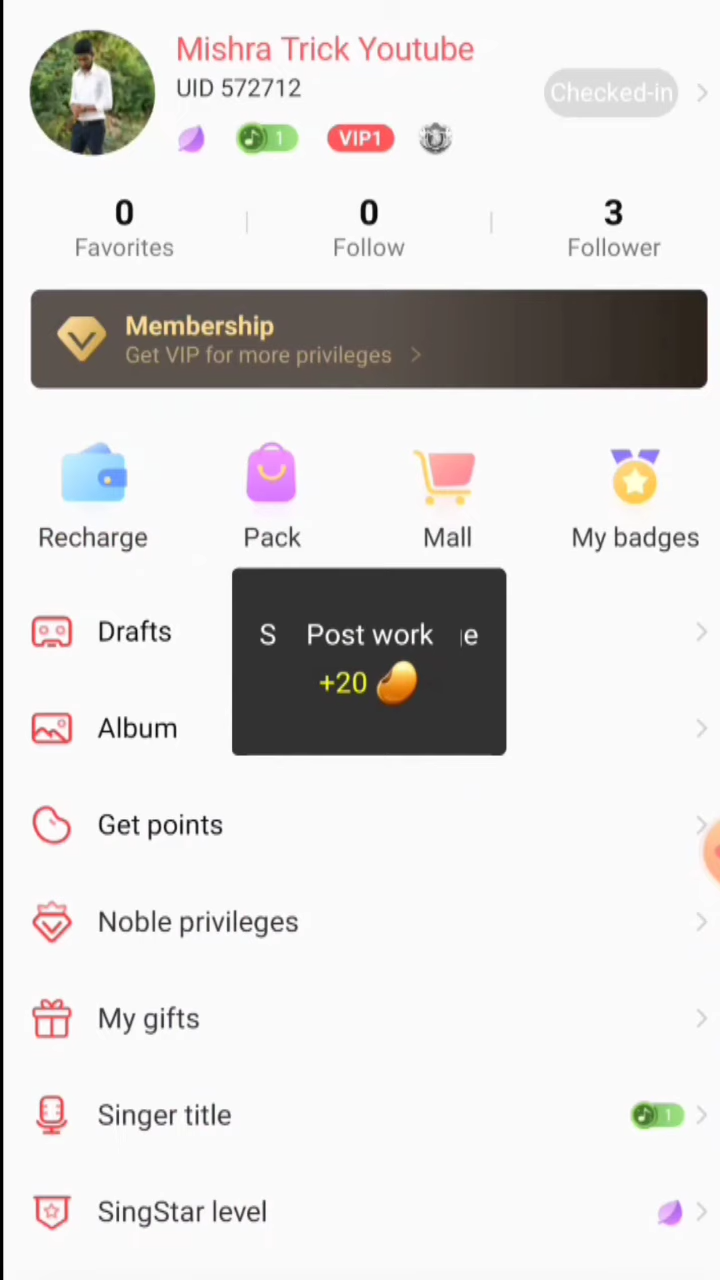 Mishra Trick Youtube
UID 572712
Checked-in
1
VIP1
0
Favorites
0
Follow
3
Follower
Membership
Get VIP for more privileges
Recharge
Pack
Mall
My badges
Drafts
S Post work e
+20
Album
Get points
Noble privileges
My gifts
Singer title
1
SingStar level